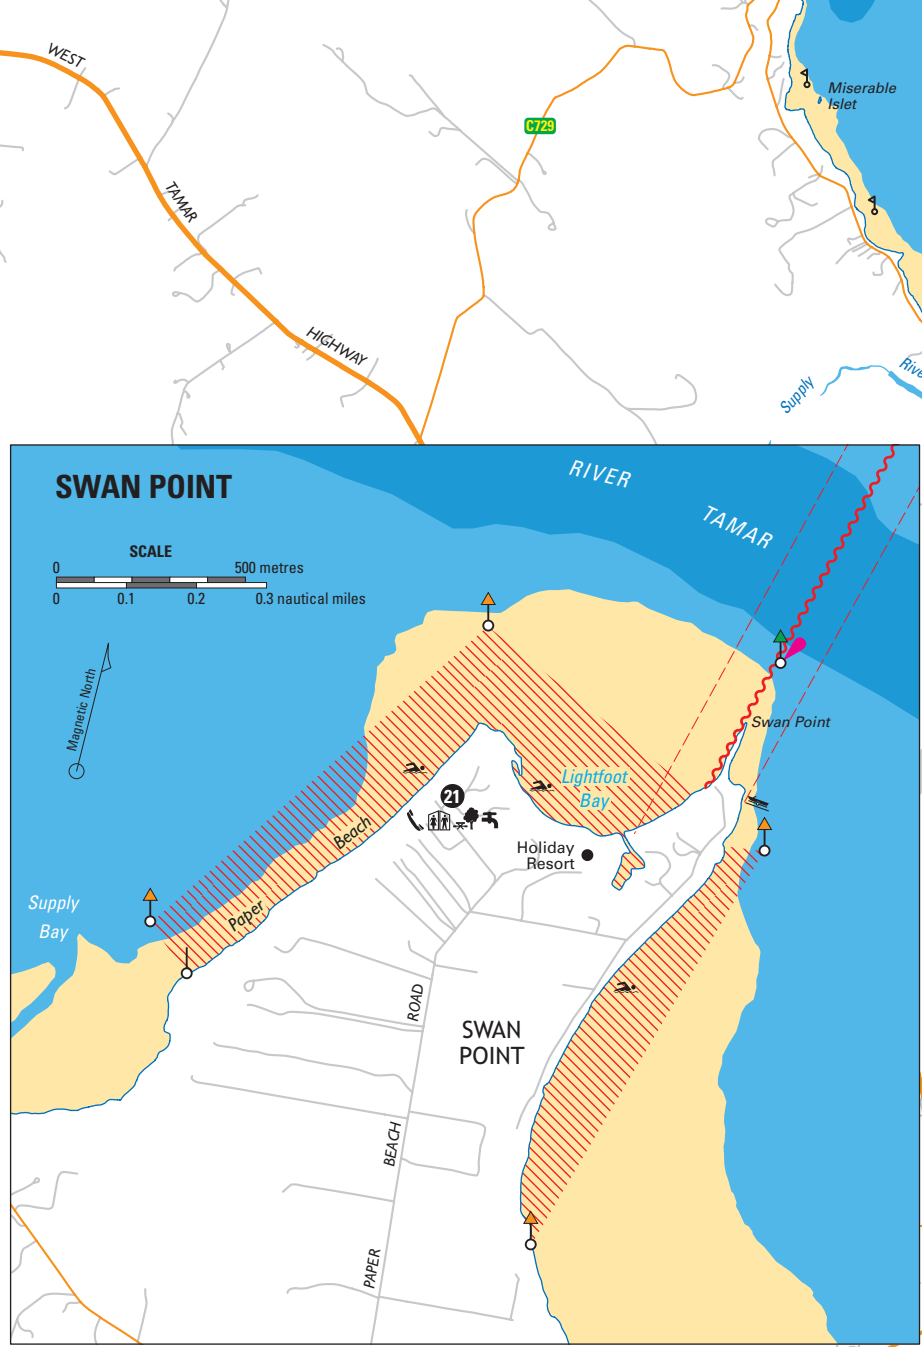 WEST
TAMAR
HIGHWAY
C729
Miserable
Islet
Supply
SWAN POINT
RIVER
TAMAR
SCALE
0 500 metres
0 0.1 0.2 0.3 nautical miles
Magnetic North
Swan Point
Lightfoot
Bay
21
Beach
Paper
Holiday
Resort
Supply
Bay
ROAD
SWAN
POINT
BEACH
PAPER